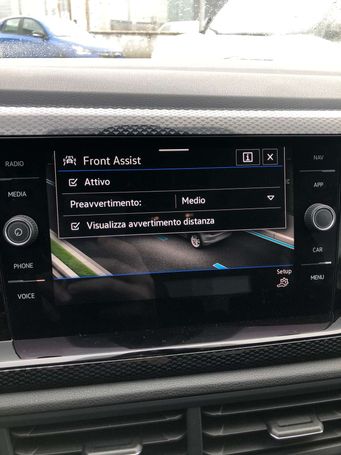 RADIO
MEDIA
PHONE
VOICE
Front Assist
Attivo
Preavvertimento: Medio
Visualizza avvertimento distanza
Setup
NAV
APP
CAR
MENU